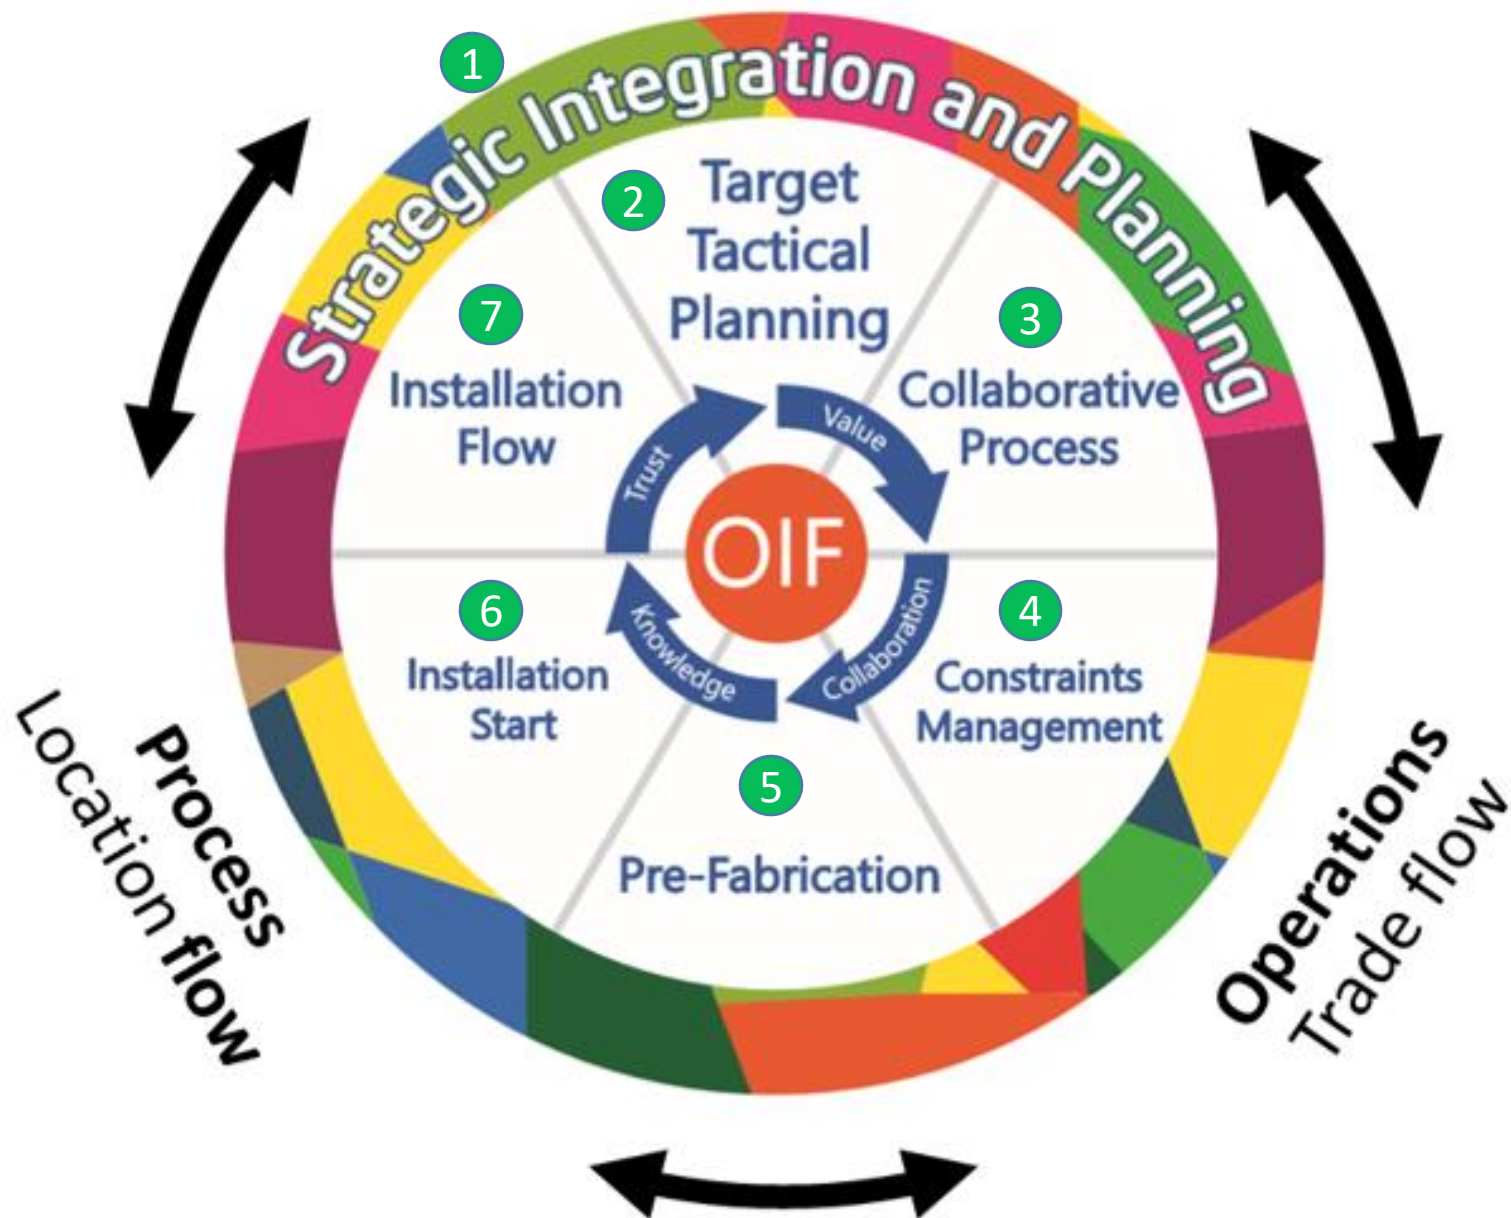 1
Strategic Integration and Planning
2
Target
Tactical
Planning
3
Collaborative
Process
4
Constraints
Management
5
Pre-Fabrication
6
Installation
Start
7
Installation
Flow
Value
Collaboration
Knowledge
Trust
OIF
Process
Location flow
Operations
Trade flow